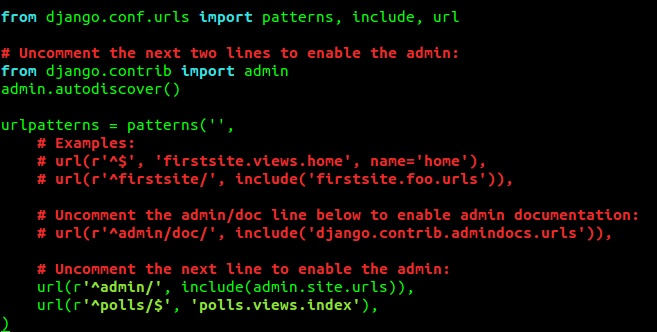 from django.conf.urls import patterns, include, url

# Uncomment the next two lines to enable the admin:
from django.contrib import admin
admin.autodiscover()

urlpatterns = patterns('',
    # Examples:
    # url(r'^$', 'firstsite.views.home', name='home'),
    # url(r'^firstsite/', include('firstsite.foo.urls')),

    # Uncomment the admin/doc line below to enable admin documentation:
    # url(r'^admin/doc/', include('django.contrib.admindocs.urls')),

    # Uncomment the next line to enable the admin:
    url(r'^admin/', include(admin.site.urls)),
    url(r'^polls/$', 'polls.views.index'),
)